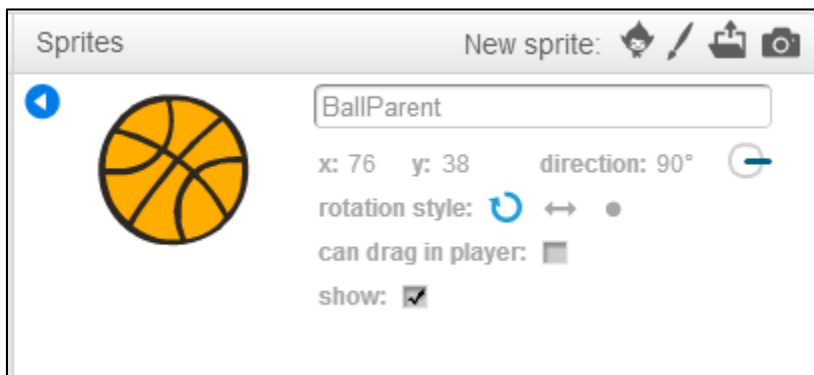 Sprites New sprite:
BallParent
x: 76 y: 38 direction: 90°
rotation style:
can drag in player:
show: